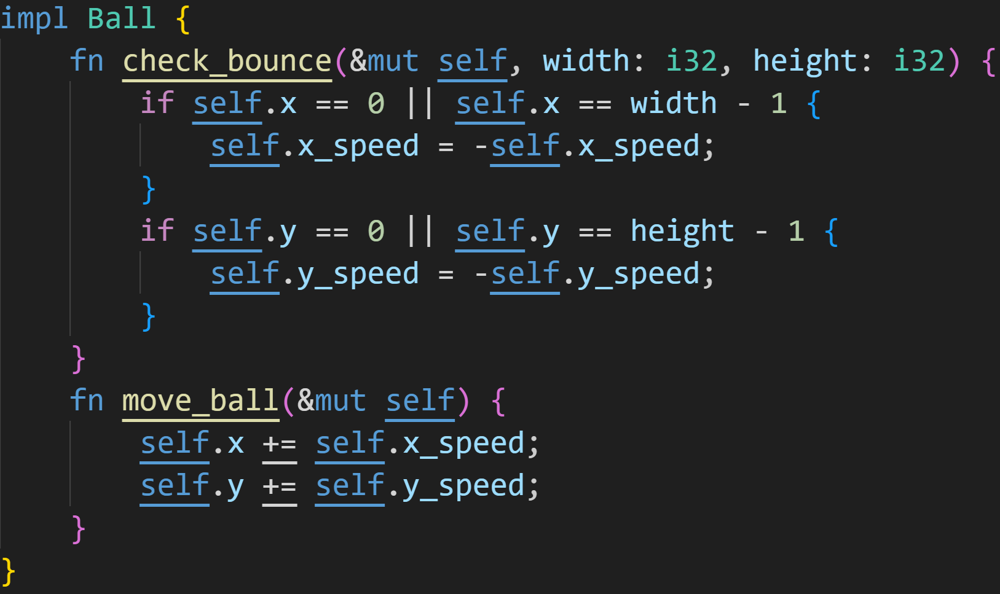 impl Ball {
    fn check_bounce(&mut self, width: i32, height: i32) {
        if self.x == 0 || self.x == width - 1 {
            self.x_speed = -self.x_speed;
        }
        if self.y == 0 || self.y == height - 1 {
            self.y_speed = -self.y_speed;
        }
    }
    fn move_ball(&mut self) {
        self.x += self.x_speed;
        self.y += self.y_speed;
    }
}